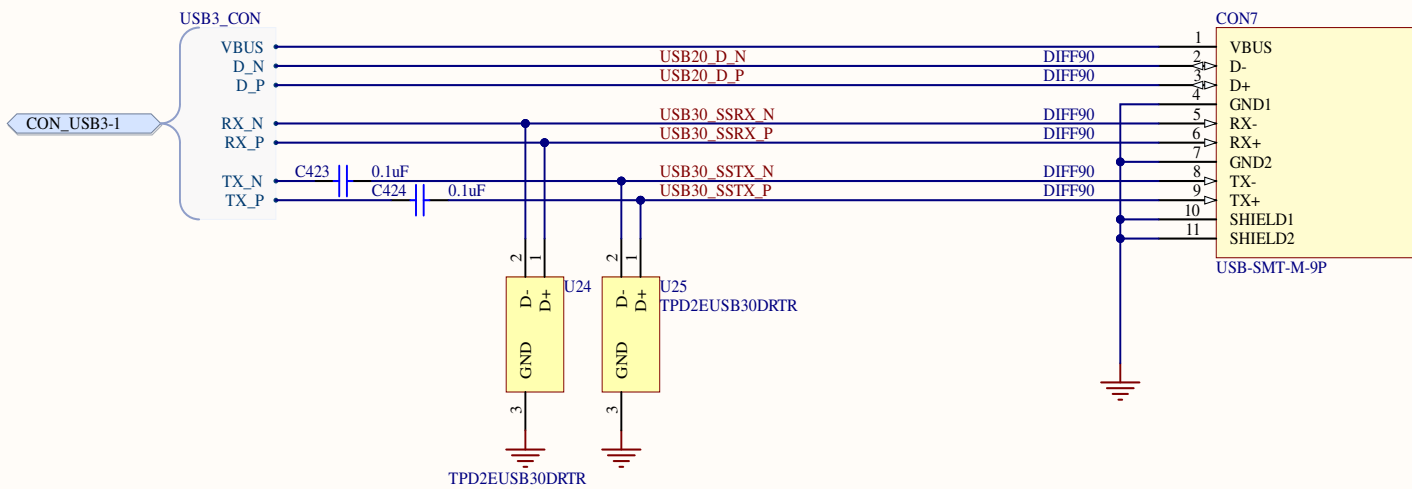 USB3_CON
CON7
VBUS 1 VBUS
D_N USB20_D_N DIFF90 2 D-
D_P USB20_D_P DIFF90 3 D+
4 GND1
CON_USB3-1
RX_N USB30_SSRX_N DIFF90 5 RX-
RX_P USB30_SSRX_P DIFF90 6 RX+
7 GND2
TX_N C423 0.1uF USB30_SSTX_N DIFF90 8 TX-
TX_P C424 0.1uF USB30_SSTX_P DIFF90 9 TX+
10 SHIELD1
11 SHIELD2
USB-SMT-M-9P
2 1 2 1
D- D+ U24 D- D+ U25
TPD2EUSB30DRTR
GND GND
3 3
TPD2EUSB30DRTR